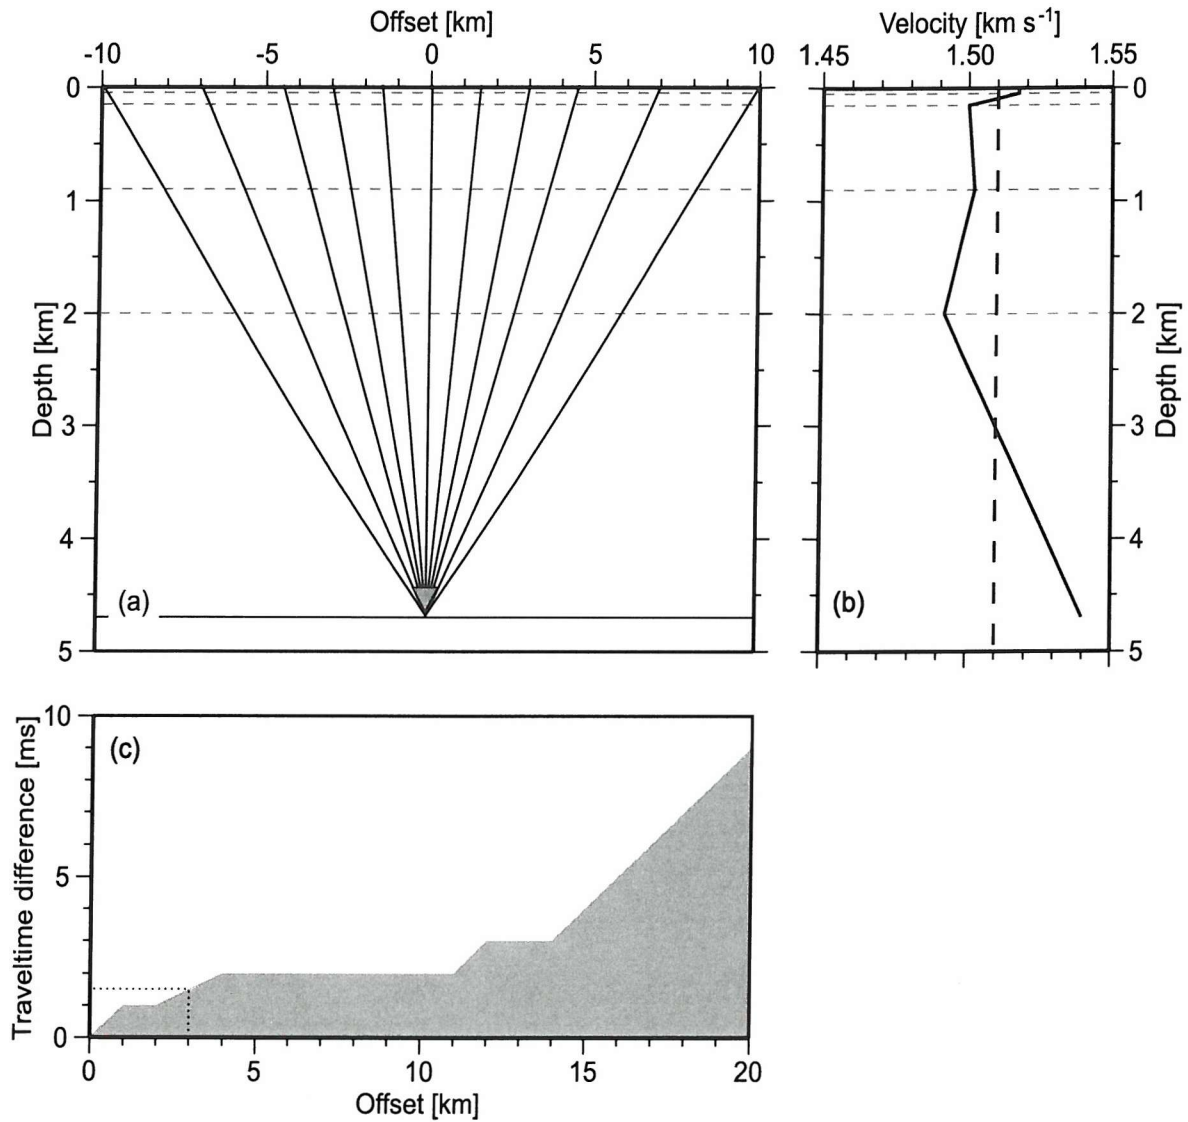 Offset [km]
-10 -5 0 5 10
Velocity [km s-1]
1.45 1.50 1.55
0
1
2
3
4
5
Depth [km]
(a)
0
1
2
3
4
5
Depth [km]
(b)
10
5
0
Traveltime difference [ms]
(c)
0 5 10 15 20
Offset [km]